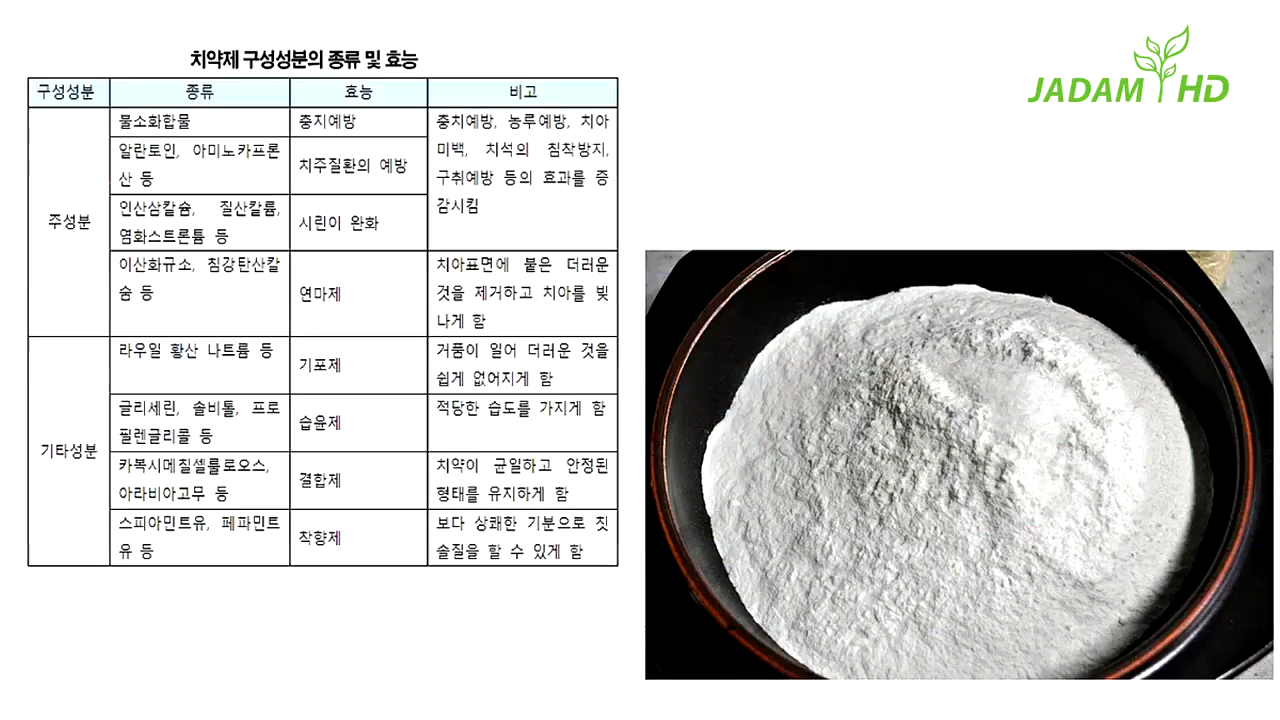 치약제 구성성분의 종류 및 효능
JADAM HD
구성성분 종류 효능 비고
주성분
불소화합물
충치예방
충치예방, 농루예방, 치아
미백, 치석의 침착방지,
구취예방 등의 효과를 증
감시킴
알란토인, 아미노카프론
산 등
치주질환의 예방
인산삼칼슘, 질산칼륨,
염화스트론튬 등
시린이 완화
이산화규소, 침강탄산칼
슘 등
연마제
치아표면에 붙은 더러운
것을 제거하고 치아를 빛
나게 함
기타성분
라우일 황산 나트륨 등
기포제
거품이 일어 더러운 것을
쉽게 없어지게 함
글리세린, 솔비톨, 프로
필렌글리콜 등
습윤제
적당한 습도를 가지게 함
카복시메칠셀룰로오스,
아라비아고무 등
결합제
치약이 균일하고 안정된
형태를 유지하게 함
스피아민트유, 페파민트
유 등
착향제
보다 상쾌한 기분으로 칫
솔질을 할 수 있게 함